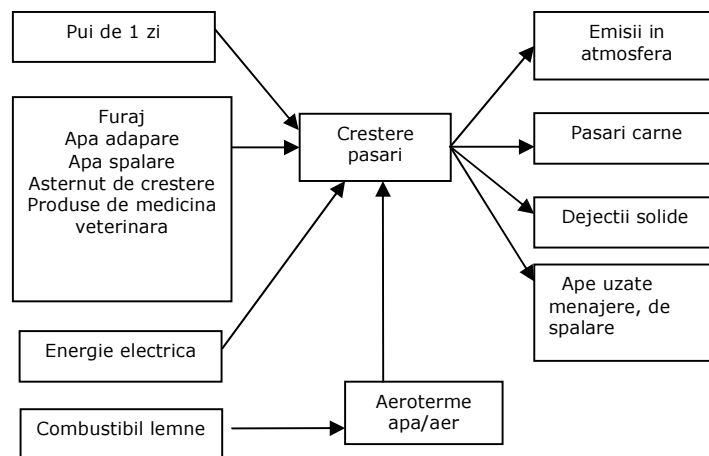 Pui de 1 zi
Furaj
Apa adapare
Apa spalare
Asternut de crestere
Produse de medicina
veterinara
Energie electrica
Combustibil lemne
Aeroterme
apa/aer
Crestere
pasari
Emisii in
atmosfera
Pasari carne
Dejectii solide
Ape uzate
menajere, de
spalare